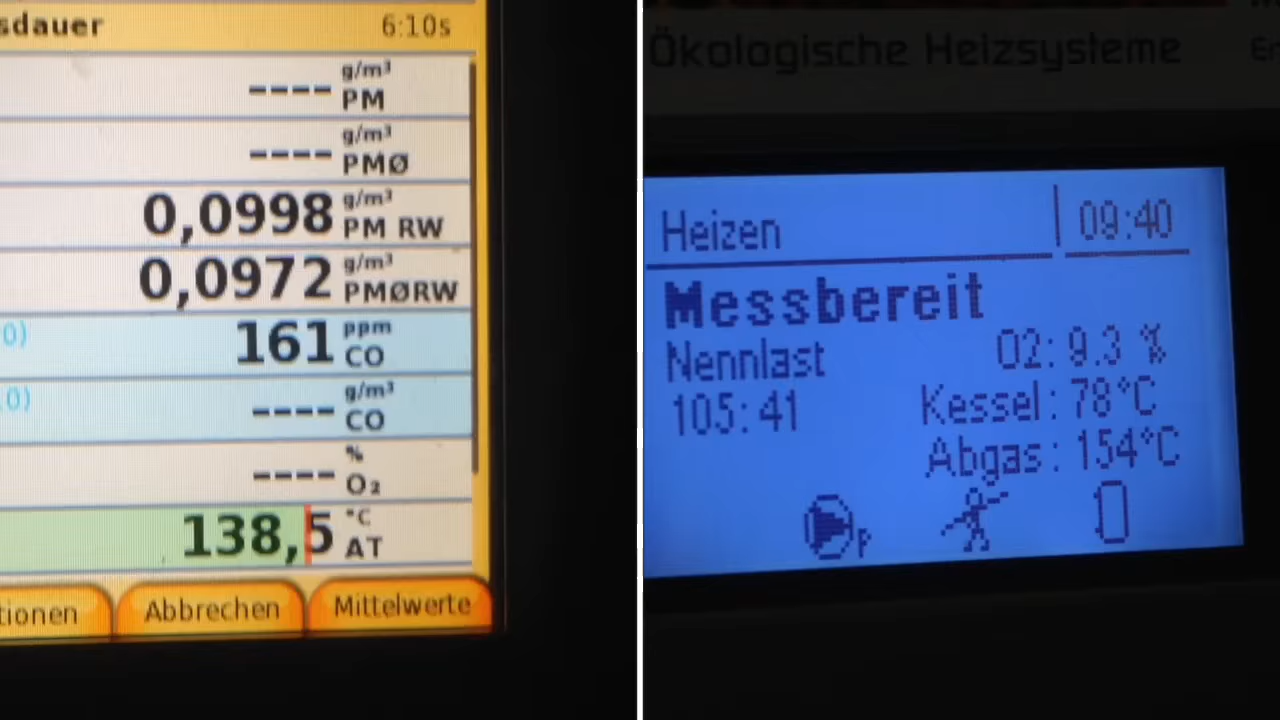 sdauer 6:10s
---- g/m³ PM
---- g/m³ PMØ
0,0998 g/m³ PM RW
0,0972 g/m³ PMØRW
0) 161 ppm CO
.0) ---- g/m³ CO
---- % O₂
138,5 °C AT
tionen Abbrechen Mittelwerte
Ökologische Heizsysteme
Heizen 09:40
Messbereit
Nennlast O2: 9.3 %
105:41 Kessel: 78°C
Abgas: 154°C
P